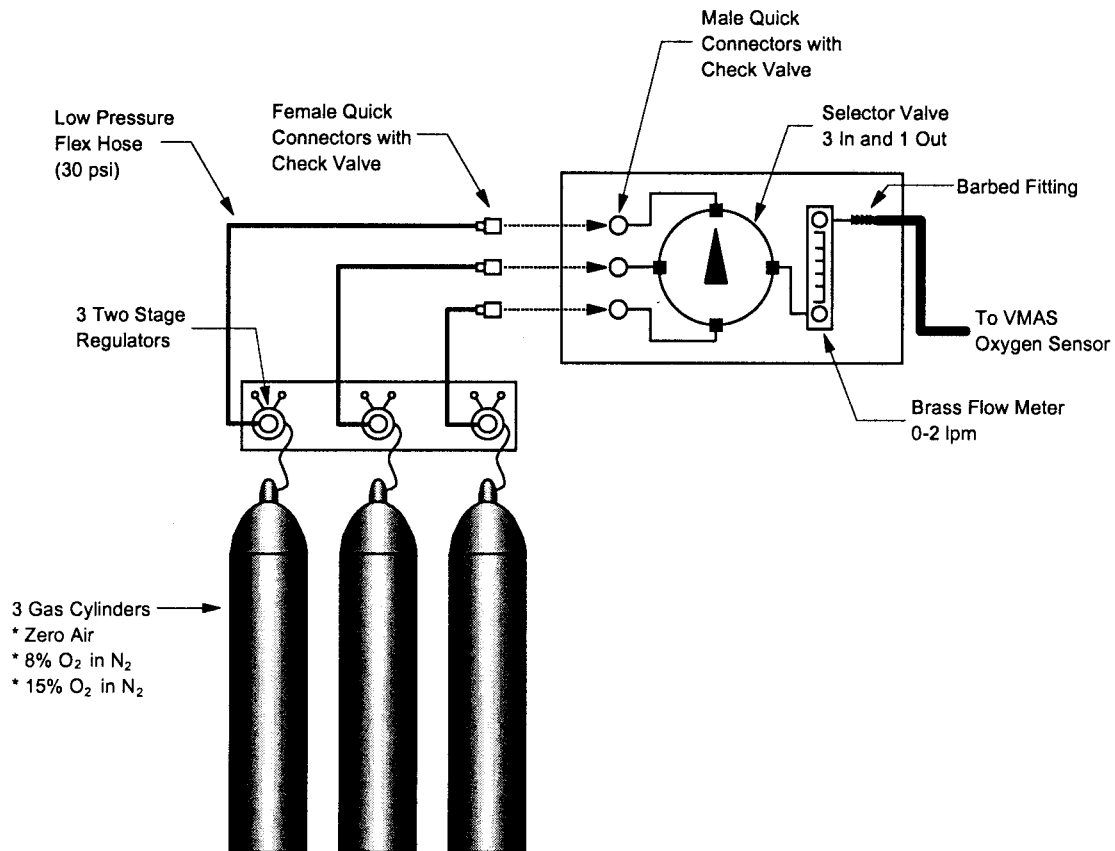 Male Quick
Connectors with
Check Valve
Low Pressure
Flex Hose
(30 psi)
Female Quick
Connectors with
Check Valve
Selector Valve
3 In and 1 Out
Barbed Fitting
3 Two Stage
Regulators
To VMAS
Oxygen Sensor
Brass Flow Meter
0-2 lpm
3 Gas Cylinders
* Zero Air
* 8% O₂ in N₂
* 15% O₂ in N₂